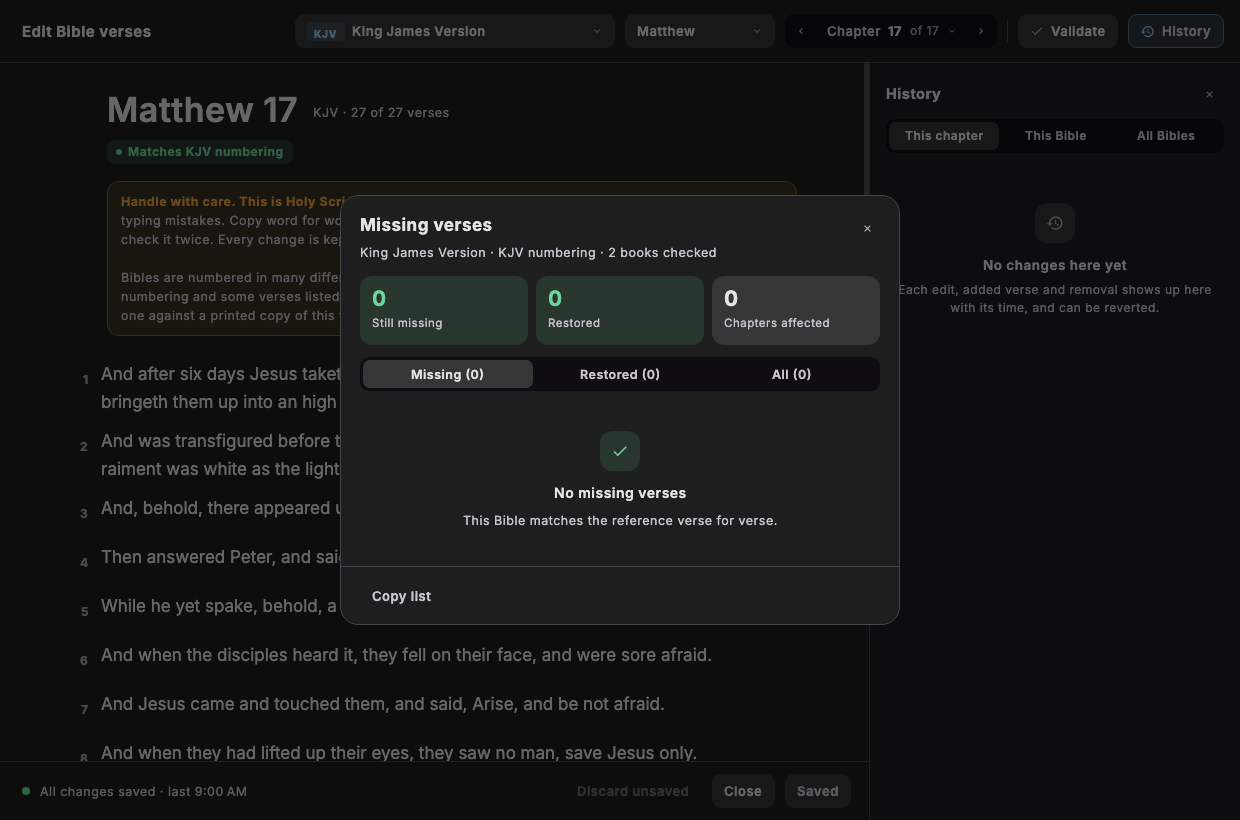 Edit Bible verses
KJV King James Version
Matthew
Chapter 17 of 17
Validate
History
Matthew 17
KJV · 27 of 27 verses
Matches KJV numbering
Handle with care. This is Holy Scri
typing mistakes. Copy word for wo
check it twice. Every change is kep
Bibles are numbered in many differ
numbering and some verses listed
one against a printed copy of this
1 And after six days Jesus taket
bringeth them up into an high
2 And was transfigured before t
raiment was white as the light
3 And, behold, there appeared u
4 Then answered Peter, and said
5 While he yet spake, behold, a
6 And when the disciples heard it, they fell on their face, and were sore afraid.
7 And Jesus came and touched them, and said, Arise, and be not afraid.
8 And when they had lifted up their eyes, they saw no man, save Jesus only.
All changes saved · last 9:00 AM
Discard unsaved
Close
Saved
History
This chapter
This Bible
All Bibles
No changes here yet
Each edit, added verse and removal shows up here
with its time, and can be reverted.
Missing verses
King James Version · KJV numbering · 2 books checked
0
Still missing
0
Restored
0
Chapters affected
Missing (0)
Restored (0)
All (0)
No missing verses
This Bible matches the reference verse for verse.
Copy list